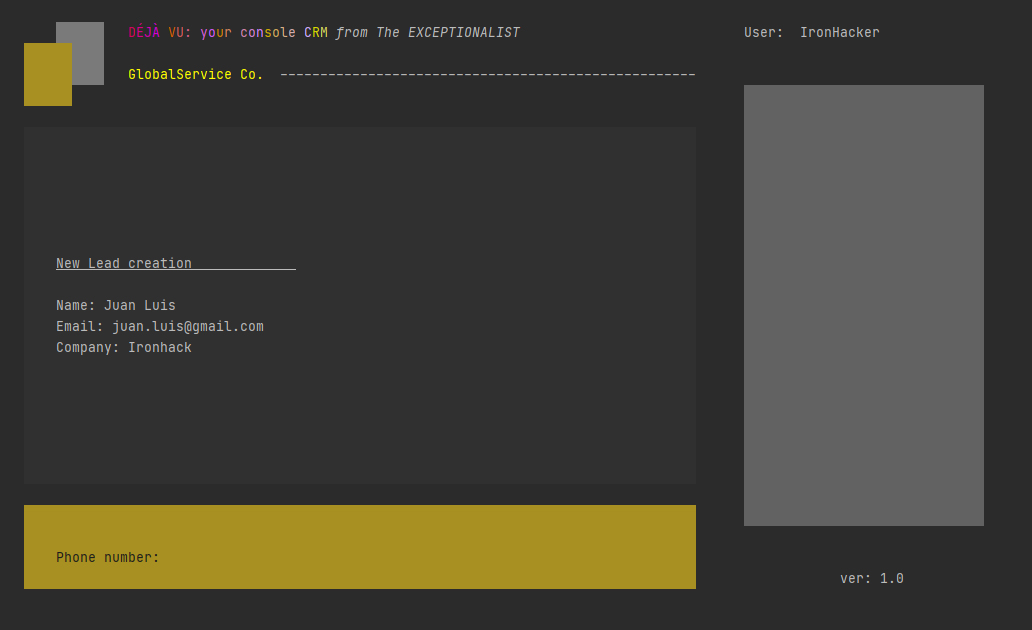 DÉJÀ VU: your console CRM from The EXCEPTIONALIST
User:  IronHacker
GlobalService Co.  ----------------------------------------------------
New Lead creation
Name: Juan Luis
Email: juan.luis@gmail.com
Company: Ironhack
Phone number:
ver: 1.0